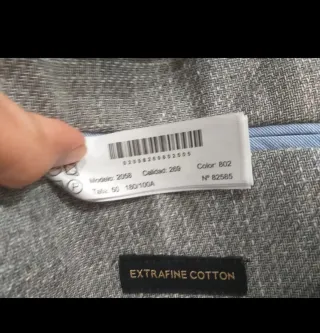 Modelo: 2058 Calidad: 269 Color: 802
Talla: 50 180/100A Nº 82585
EXTRAFINE COTTON